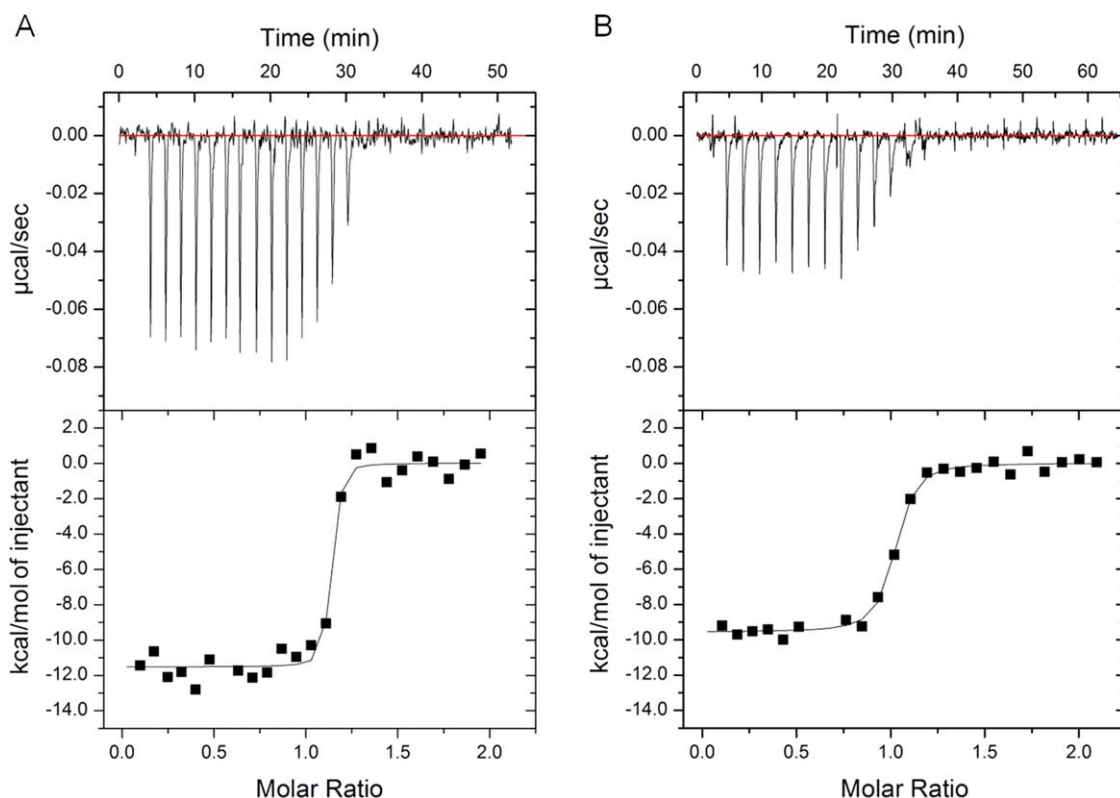 A
Time (min)
0 10 20 30 40 50
0.00
-0.02
-0.04
-0.06
-0.08
µcal/sec
2.0
0.0
-2.0
-4.0
-6.0
-8.0
-10.0
-12.0
-14.0
kcal/mol of injectant
0.0 0.5 1.0 1.5 2.0
Molar Ratio
B
Time (min)
0 10 20 30 40 50 60
0.00
-0.02
-0.04
-0.06
-0.08
µcal/sec
2.0
0.0
-2.0
-4.0
-6.0
-8.0
-10.0
-12.0
-14.0
kcal/mol of injectant
0.0 0.5 1.0 1.5 2.0
Molar Ratio